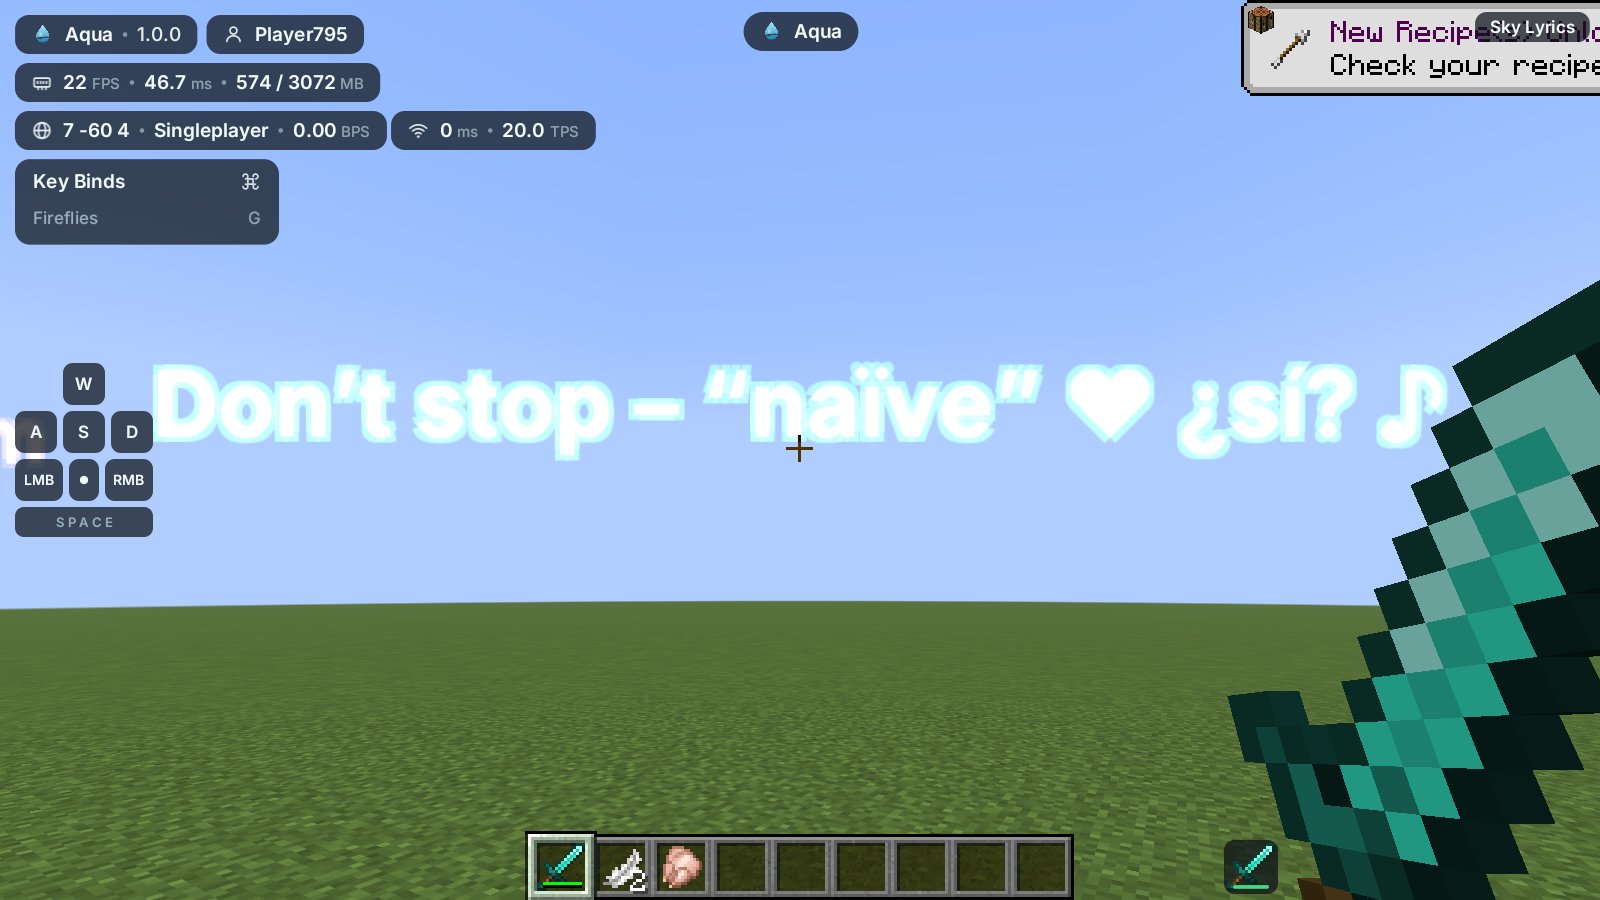 Aqua • 1.0.0
Player795
Aqua
22 FPS • 46.7 ms • 574 / 3072 MB
7 -60 4 • Singleplayer • 0.00 BPS
0 ms • 20.0 TPS
Key Binds ⌘
Fireflies G
New Recipe
Sky Lyrics
Check your recipe
Don't stop – “naïve” ♥ ¿sí? ♪
W
A S D
LMB • RMB
SPACE
2